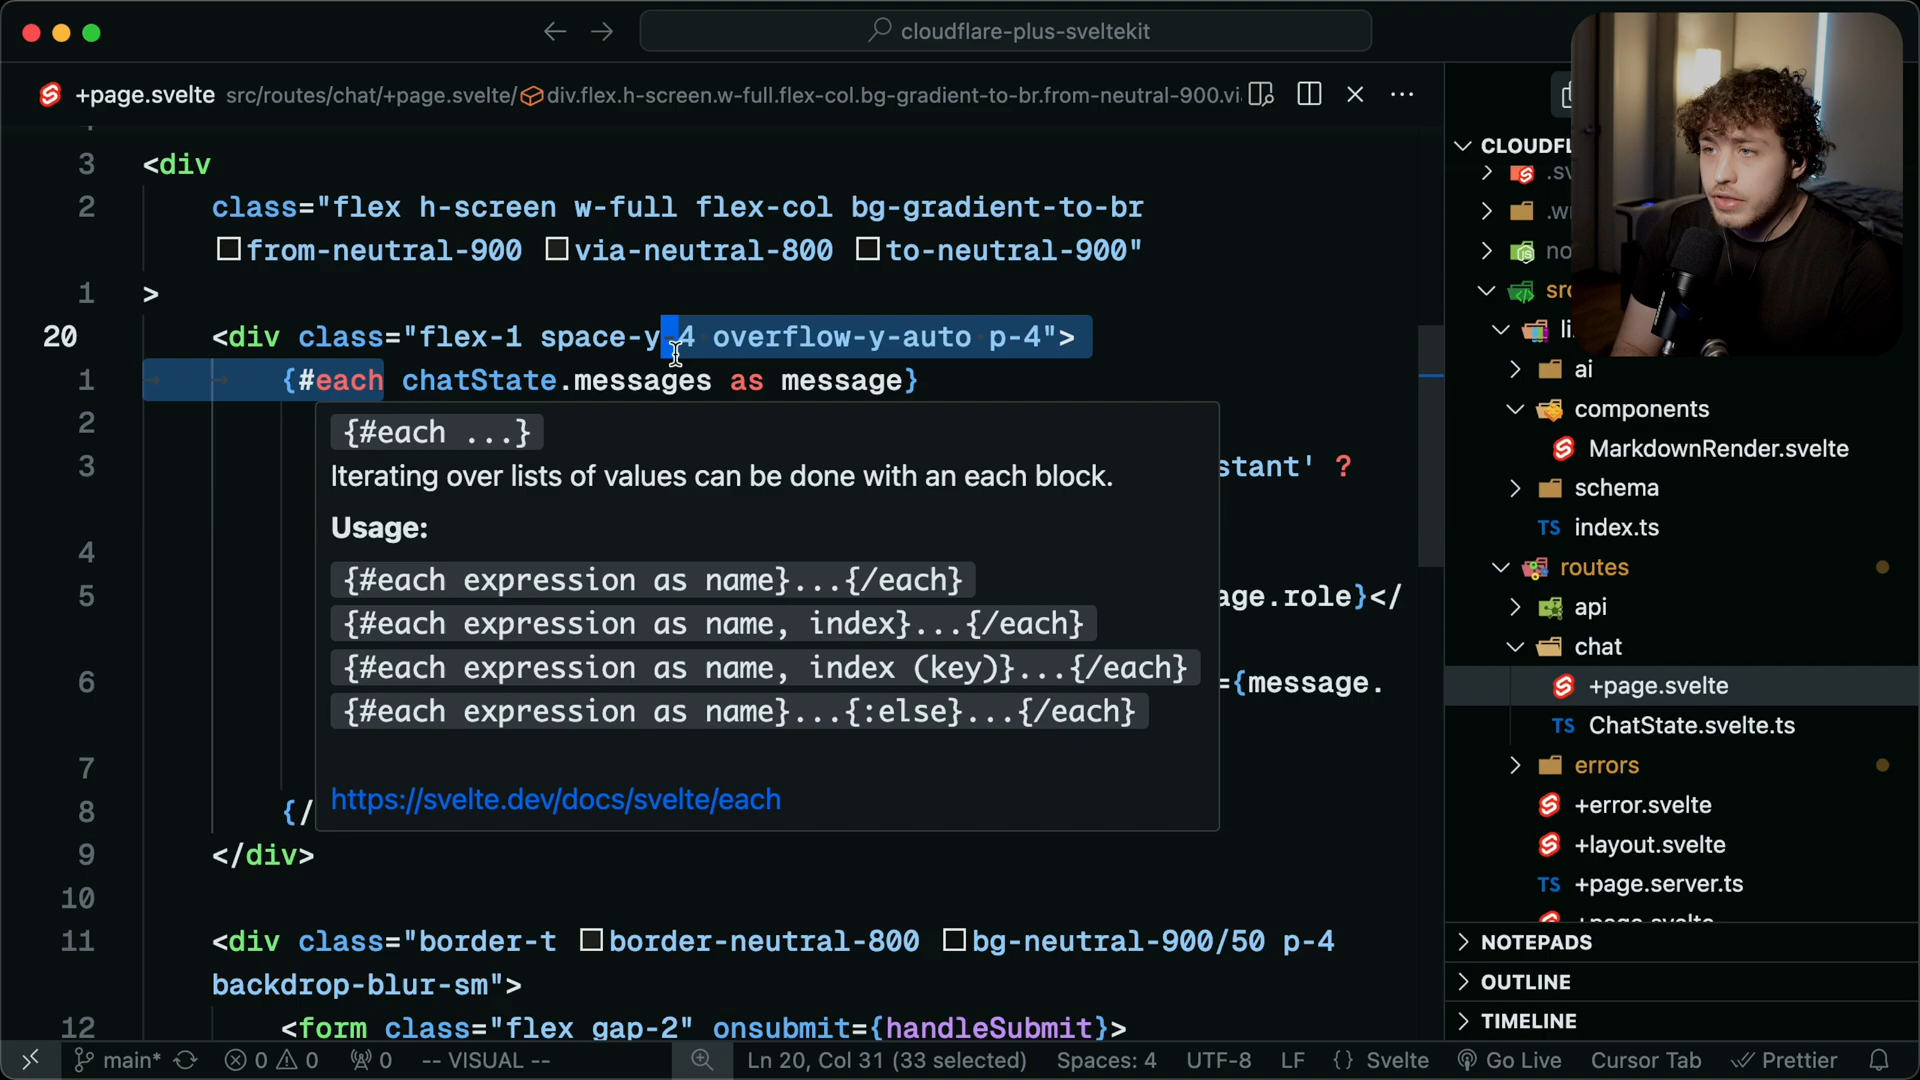 cloudflare-plus-sveltekit
+page.svelte src/routes/chat/+page.svelte/ div.flex.h-screen.w-full.flex-col.bg-gradient-to-br.from-neutral-900.vi
3 <div
2 class="flex h-screen w-full flex-col bg-gradient-to-br
from-neutral-900 via-neutral-800 to-neutral-900"
1 >
20 <div class="flex-1 space-y-4 overflow-y-auto p-4">
1 {#each chatState.messages as message}
2
3 stant' ?
4
5 age.role}</
6 ={message.
7
8 {/
9 </div>
10
11 <div class="border-t border-neutral-800 bg-neutral-900/50 p-4
backdrop-blur-sm">
12 <form class="flex gap-2" onsubmit={handleSubmit}>
{#each ...}
Iterating over lists of values can be done with an each block.
Usage:
{#each expression as name}...{/each}
{#each expression as name, index}...{/each}
{#each expression as name, index (key)}...{/each}
{#each expression as name}...{:else}...{/each}
https://svelte.dev/docs/svelte/each
CLOUDFL
.sv
.w
no
src
li
ai
components
MarkdownRender.svelte
schema
TS index.ts
routes
api
chat
+page.svelte
TS ChatState.svelte.ts
errors
+error.svelte
+layout.svelte
TS +page.server.ts
+page.svelte
NOTEPADS
OUTLINE
TIMELINE
main* 0 0 0 -- VISUAL -- Ln 20, Col 31 (33 selected) Spaces: 4 UTF-8 LF {} Svelte Go Live Cursor Tab Prettier